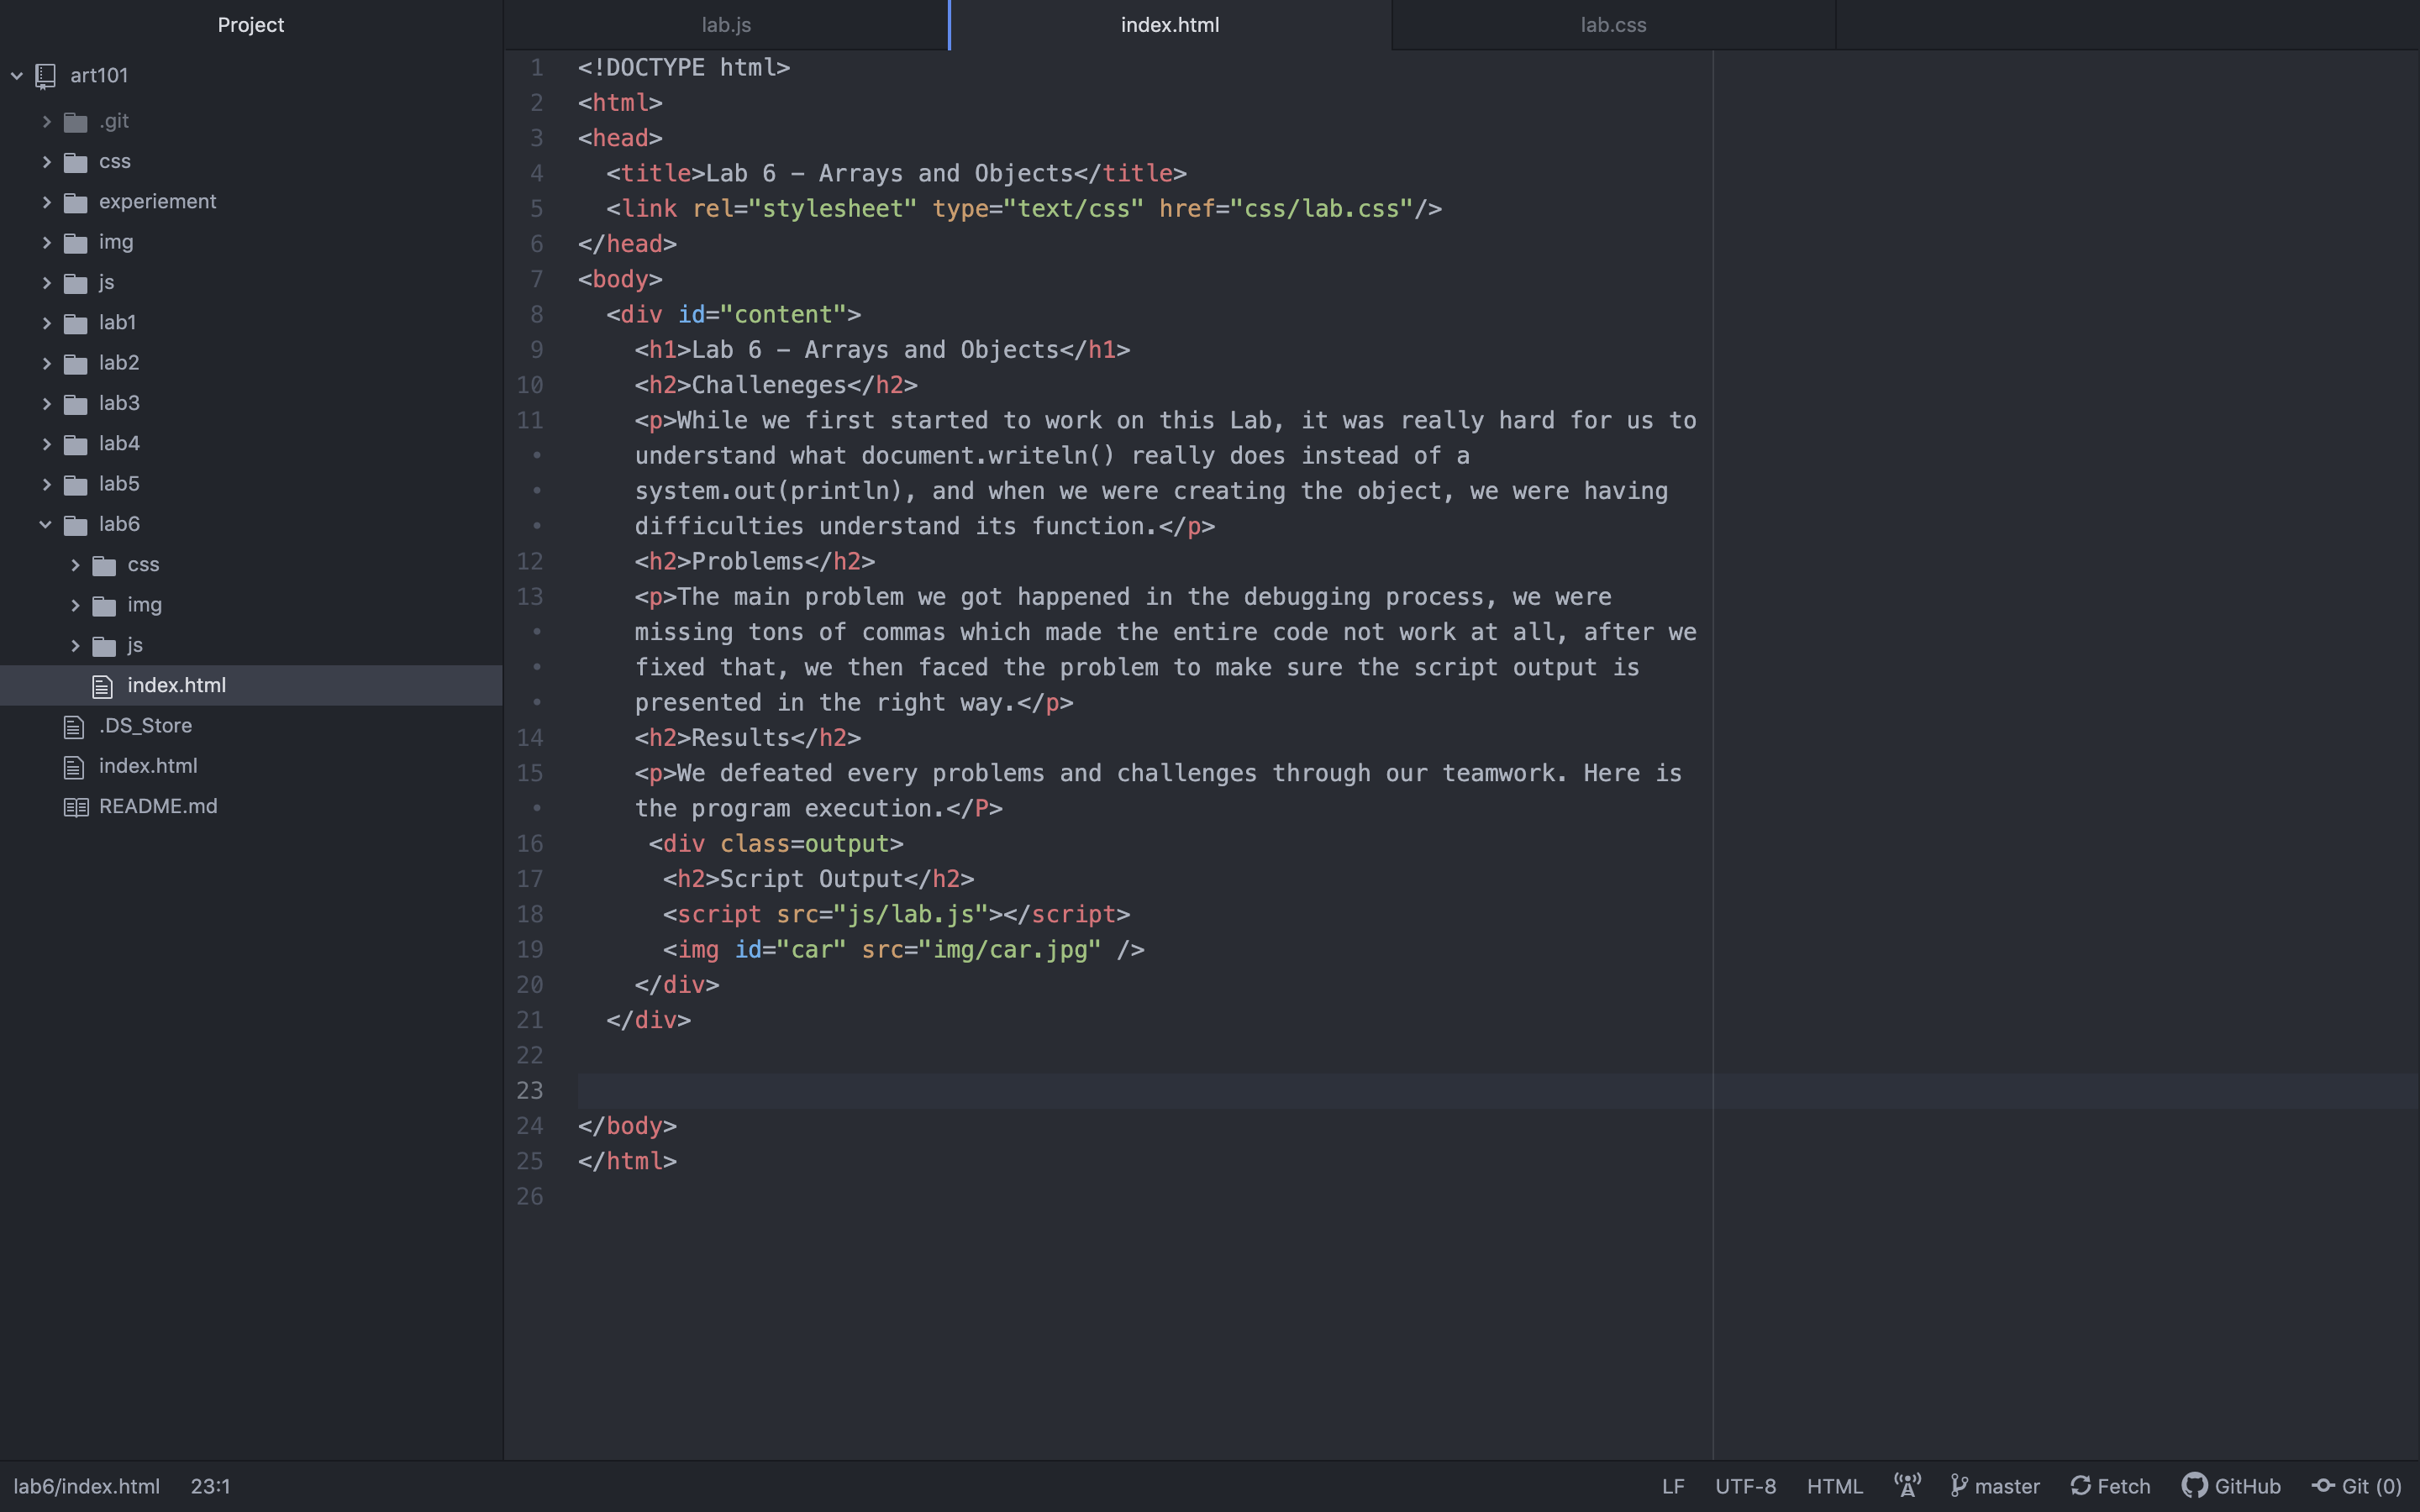 Project
art101
.git
css
experiement
img
js
lab1
lab2
lab3
lab4
lab5
lab6
css
img
js
index.html
.DS_Store
index.html
README.md
lab.js
index.html
lab.css
1 <!DOCTYPE html>
2 <html>
3 <head>
4 <title>Lab 6 - Arrays and Objects</title>
5 <link rel="stylesheet" type="text/css" href="css/lab.css"/>
6 </head>
7 <body>
8 <div id="content">
9 <h1>Lab 6 - Arrays and Objects</h1>
10 <h2>Challeneges</h2>
11 <p>While we first started to work on this Lab, it was really hard for us to
• understand what document.writeln() really does instead of a
• system.out(println), and when we were creating the object, we were having
• difficulties understand its function.</p>
12 <h2>Problems</h2>
13 <p>The main problem we got happened in the debugging process, we were
• missing tons of commas which made the entire code not work at all, after we
• fixed that, we then faced the problem to make sure the script output is
• presented in the right way.</p>
14 <h2>Results</h2>
15 <p>We defeated every problems and challenges through our teamwork. Here is
• the program execution.</P>
16 <div class=output>
17 <h2>Script Output</h2>
18 <script src="js/lab.js"></script>
19 <img id="car" src="img/car.jpg" />
20 </div>
21 </div>
22
23
24 </body>
25 </html>
26
lab6/index.html 23:1
LF UTF-8 HTML master Fetch GitHub Git (0)